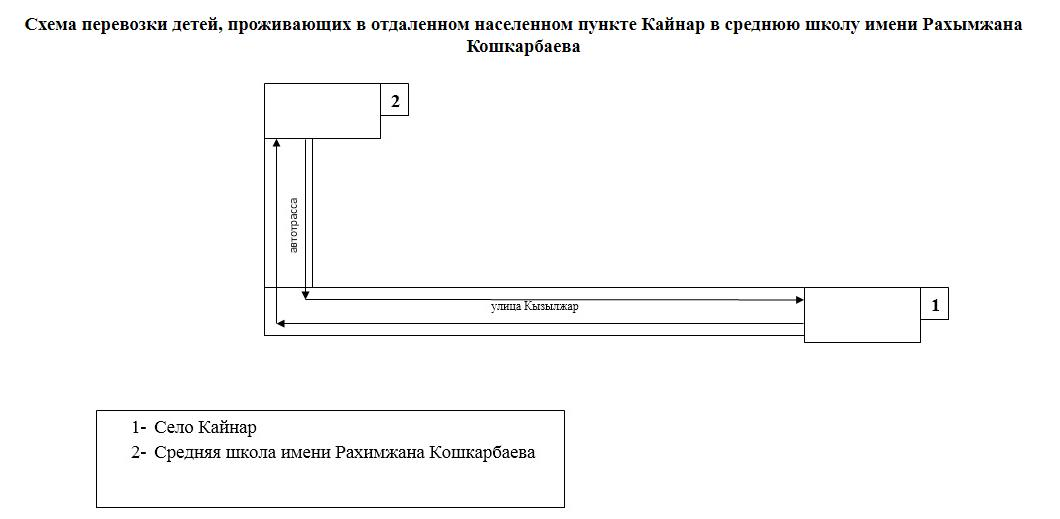 Схема перевозки детей, проживающих в отдаленном населенном пункте Кайнар в среднюю школу имени Рахымжана
Кошкарбаева
2
автотрасса
улица Кызылжар
1
1- Село Кайнар
2- Средняя школа имени Рахимжана Кошкарбаева